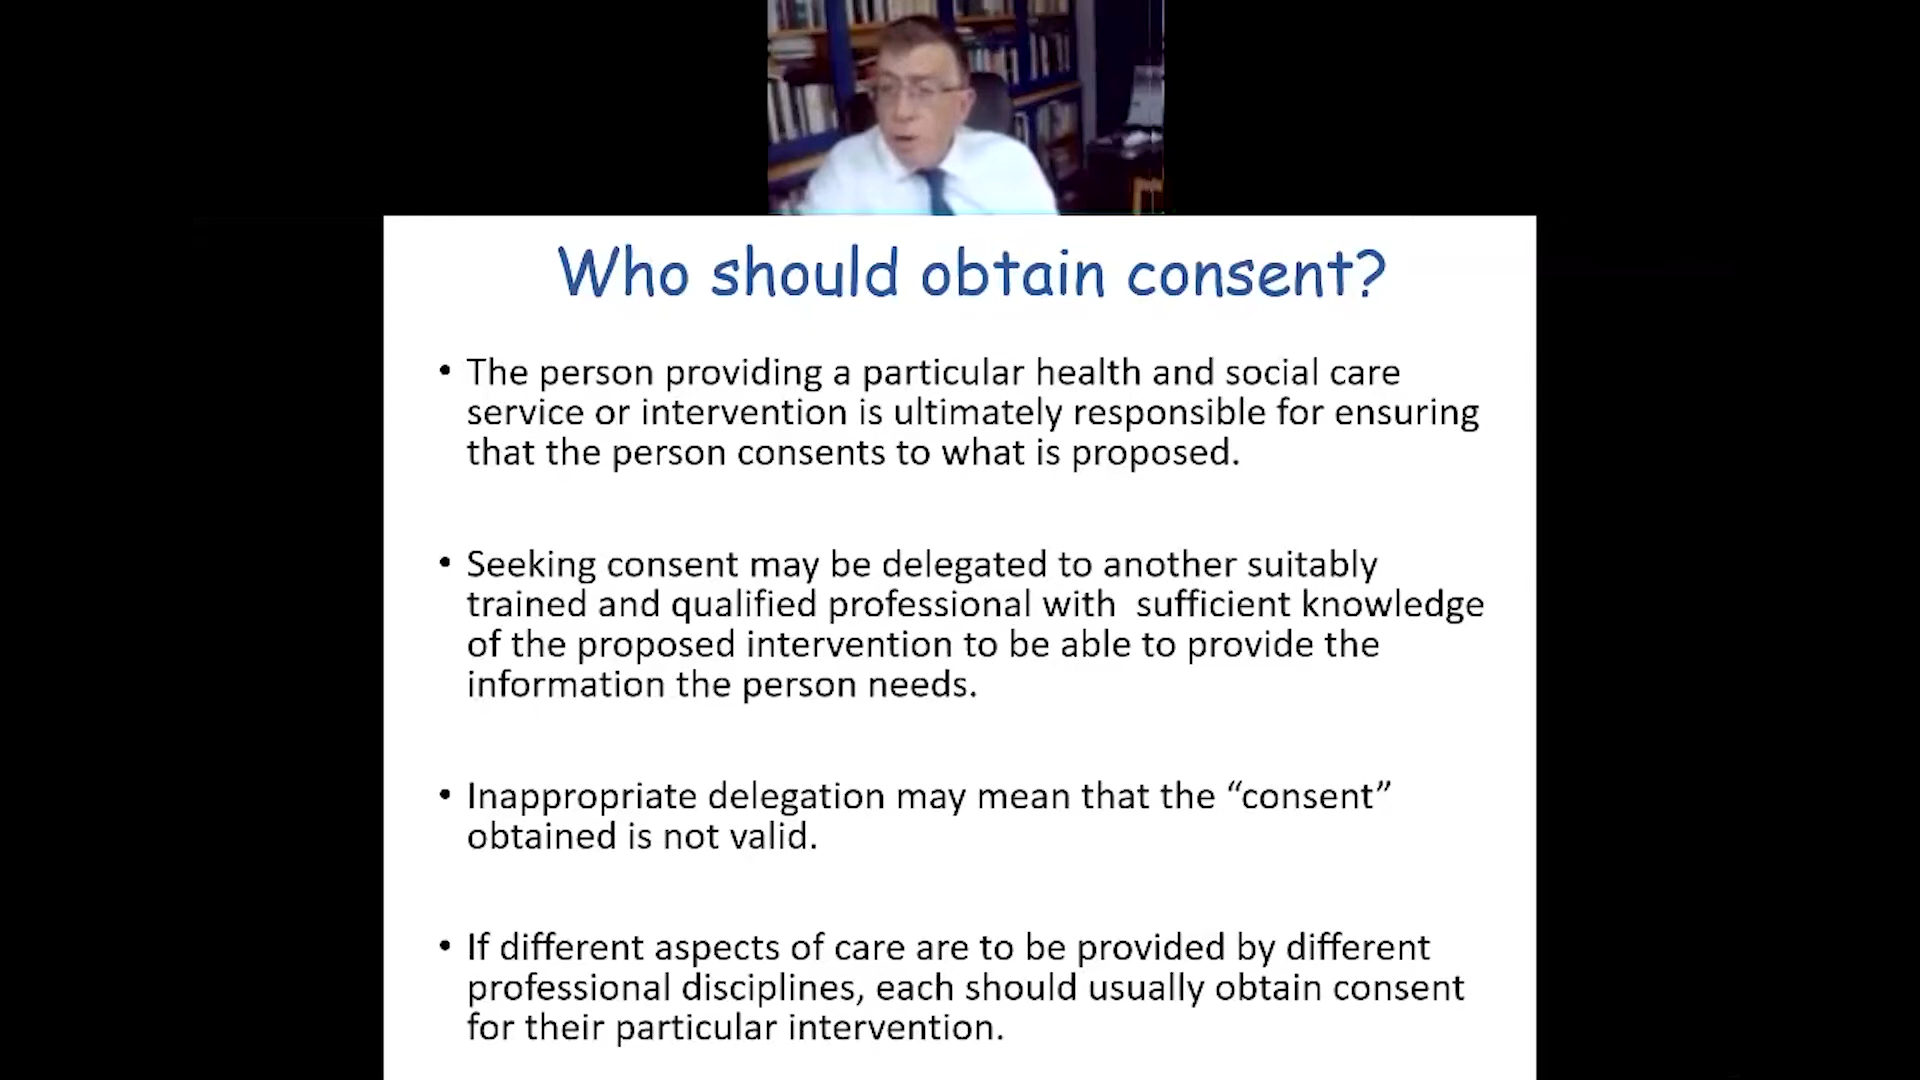 Who should obtain consent?
• The person providing a particular health and social care
service or intervention is ultimately responsible for ensuring
that the person consents to what is proposed.
• Seeking consent may be delegated to another suitably
trained and qualified professional with  sufficient knowledge
of the proposed intervention to be able to provide the
information the person needs.
• Inappropriate delegation may mean that the “consent”
obtained is not valid.
• If different aspects of care are to be provided by different
professional disciplines, each should usually obtain consent
for their particular intervention.